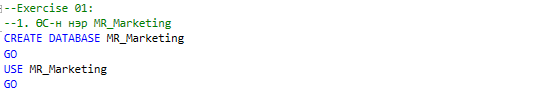 --Exercise 01:
--1. ӨС-н нэр MR_Marketing
CREATE DATABASE MR_Marketing
GO
USE MR_Marketing
GO